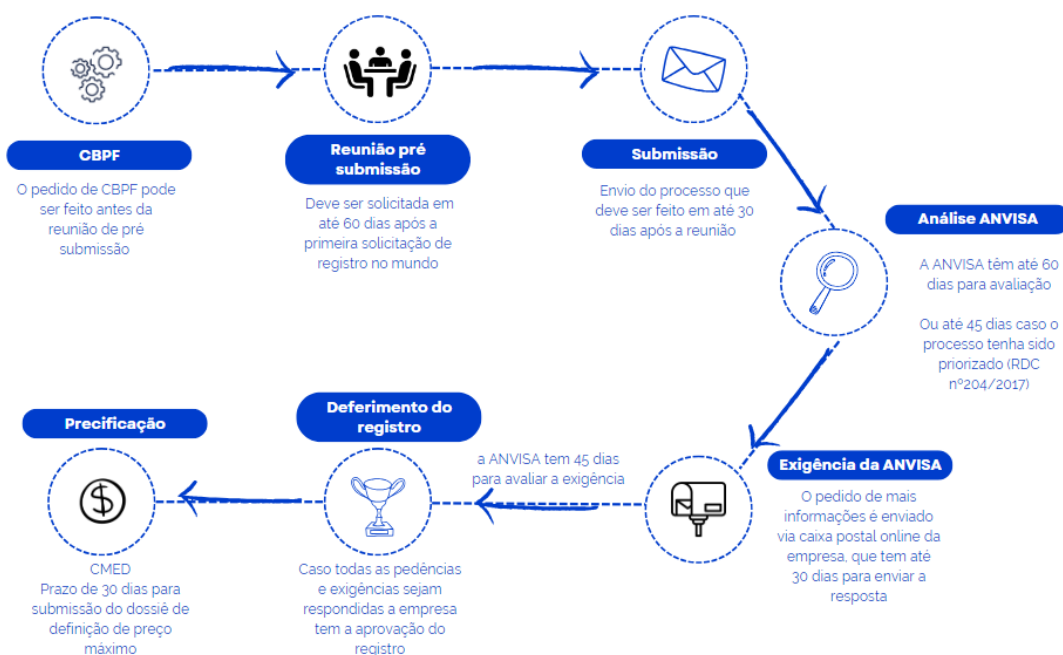 CBPF
O pedido de CBPF pode
ser feito antes da
reunião de pré
submissão
Reunião pré
submissão
Deve ser solicitada em
até 60 dias após a
primeira solicitação de
registro no mundo
Submissão
Envio do processo que
deve ser feito em até 30
dias após a reunião
Análise ANVISA
A ANVISA têm até 60
dias para avaliação
Ou até 45 dias caso o
processo tenha sido
priorizado (RDC
nº204/2017)
Exigência da ANVISA
O pedido de mais
informações é enviado
via caixa postal online da
empresa, que tem até
30 dias para enviar a
resposta
a ANVISA tem 45 dias
para avaliar a exigência
Deferimento do
registro
Caso todas as pedências
e exigências sejam
respondidas a empresa
tem a aprovação do
registro
Precificação
CMED
Prazo de 30 dias para
submissão do dossiê de
definição de preço
máximo